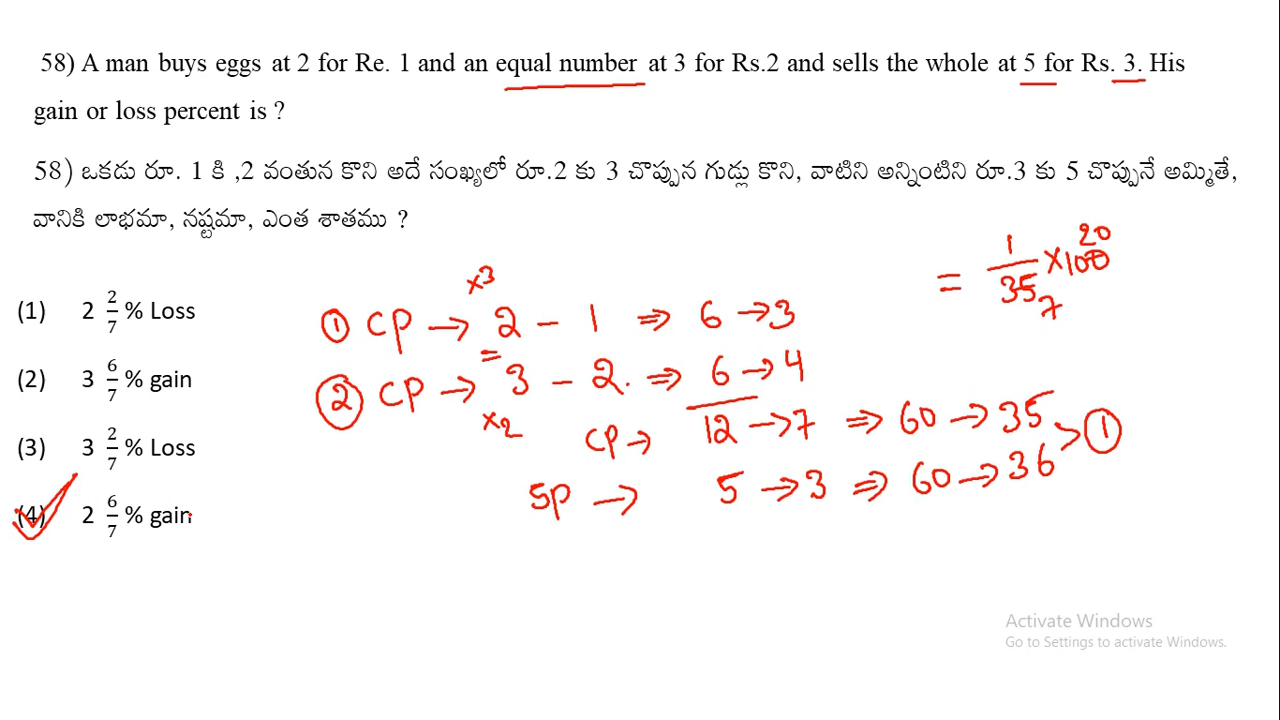 58) A man buys eggs at 2 for Re. 1 and an equal number at 3 for Rs.2 and sells the whole at 5 for Rs. 3. His
gain or loss percent is ?
58) ఒకడు రూ. 1 కి ,2 వంతున కొని అదే సంఖ్యలో రూ.2 కు 3 చొప్పున గుడ్లు కొని, వాటిని అన్నింటిని రూ.3 కు 5 చొప్పునే అమ్మితే,
వానికి లాభమా, నష్టమా, ఎంత శాతము ?
= 1/35 ×100 20 7
×3
(1) 2 2/7 % Loss
① CP → 2 - 1 ⇒ 6 → 3
=
(2) 3 6/7 % gain
② CP → 3 - 2. ⇒ 6 → 4
×2
(3) 3 2/7 % Loss
CP → 12 → 7 ⇒ 60 → 35 > ①
SP → 5 → 3 ⇒ 60 → 36
(4) 2 6/7 % gain
Activate Windows
Go to Settings to activate Windows.